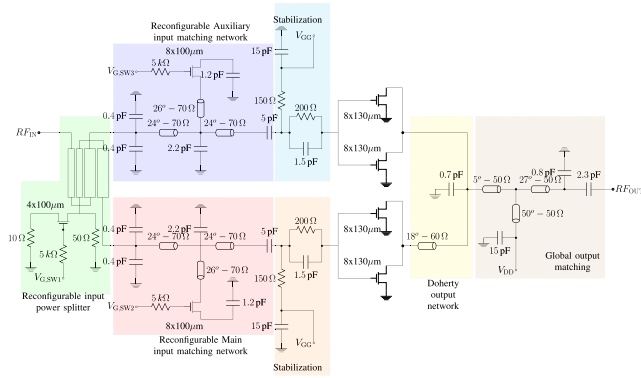 Reconfigurable Auxiliary
input matching network
Stabilization
8x100μm
15 pF
V_GG
V_G,SW3
5 kΩ
1.2 pF
26° − 70 Ω
150 Ω
200 Ω
0.4 pF
24° − 70 Ω
24° − 70 Ω
5 pF
8x130μm
RF_IN
0.4 pF
2.2 pF
1.5 pF
8x130μm
0.7 pF
5° − 50 Ω
27° − 50 Ω
0.8 pF
2.3 pF
RF_OUT
4x100μm
50° − 50 Ω
10 Ω
50 Ω
5 kΩ
V_G,SW1
Reconfigurable input
power splitter
0.4 pF
2.2 pF
0.4 pF
24° − 70 Ω
24° − 70 Ω
5 pF
200 Ω
8x130μm
18° − 60 Ω
15 pF
V_DD
Global output
matching
26° − 70 Ω
150 Ω
1.5 pF
8x130μm
Doherty
output
network
V_G,SW2
5 kΩ
1.2 pF
8x100μm
15 pF
V_GG
Reconfigurable Main
input matching network
Stabilization